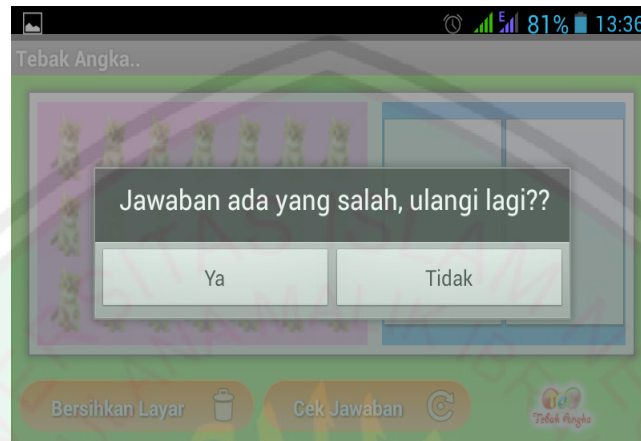 81% 13:36
Tebak Angka..
Jawaban ada yang salah, ulangi lagi??
Ya Tidak
Bersihkan Layar Cek Jawaban
Tebak Angka